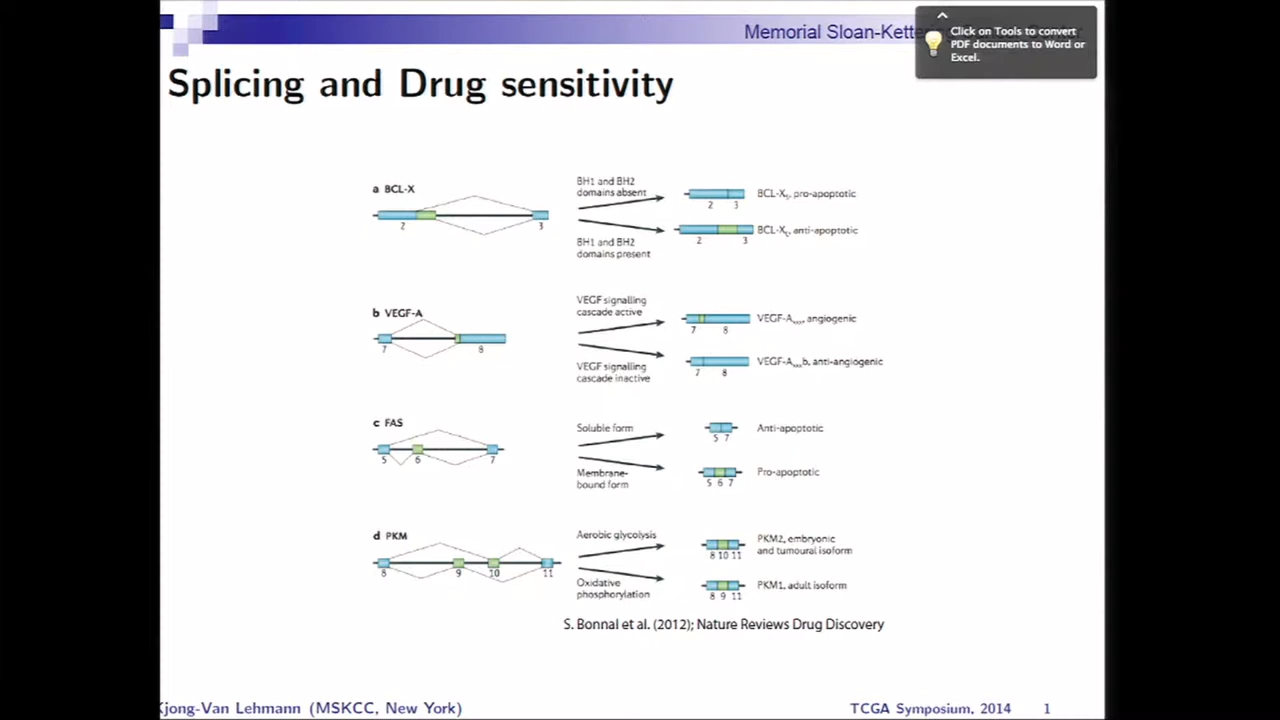 Memorial Sloan-Kette
Click on Tools to convert
PDF documents to Word or
Excel.
Splicing and Drug sensitivity
a BCL-X
2
3
BH1 and BH2
domains absent
BH1 and BH2
domains present
2 3
BCL-Xs, pro-apoptotic
2 3
BCL-XL, anti-apoptotic
b VEGF-A
7
8
VEGF signalling
cascade active
VEGF signalling
cascade inactive
7 8
VEGF-Axxx, angiogenic
7 8
VEGF-Axxxb, anti-angiogenic
c FAS
5 6 7
Soluble form
Membrane-
bound form
5 7
Anti-apoptotic
5 6 7
Pro-apoptotic
d PKM
8 9 10 11
Aerobic glycolysis
Oxidative
phosphorylation
8 10 11
PKM2, embryonic
and tumoural isoform
8 9 11
PKM1, adult isoform
S. Bonnal et al. (2012); Nature Reviews Drug Discovery
Kjong-Van Lehmann (MSKCC, New York)
TCGA Symposium, 2014 1